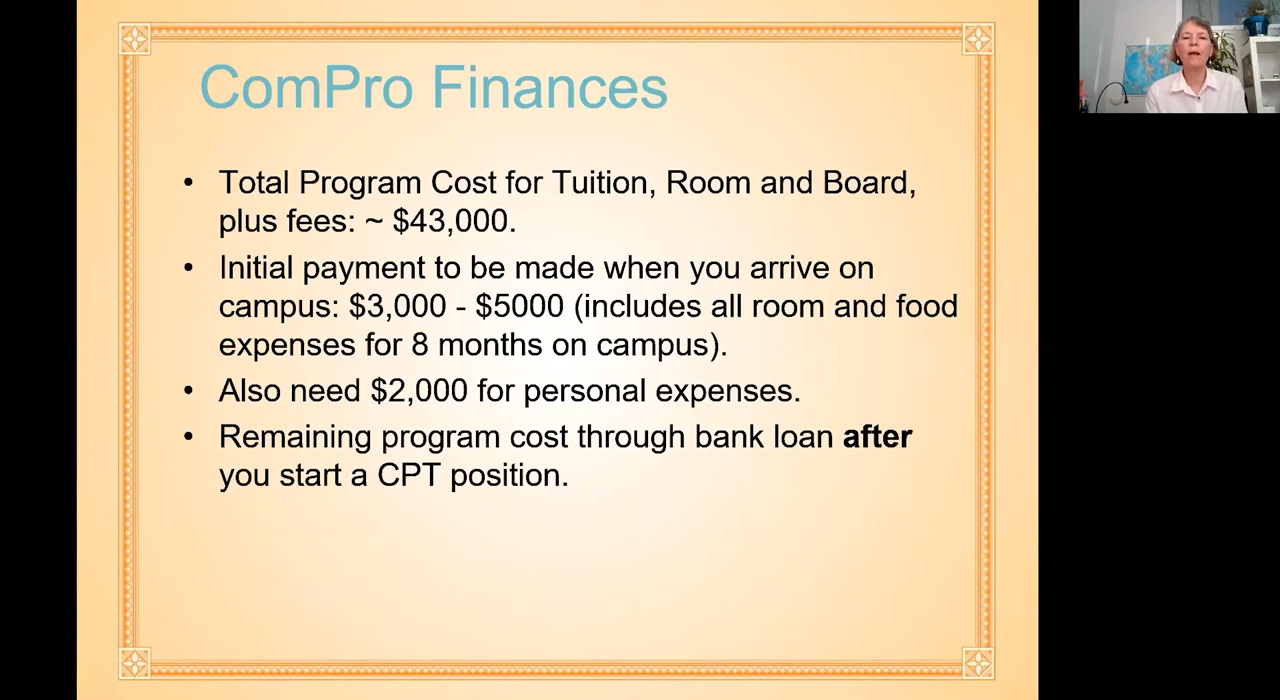 ComPro Finances
• Total Program Cost for Tuition, Room and Board,
plus fees: ~ $43,000.
• Initial payment to be made when you arrive on
campus: $3,000 - $5000 (includes all room and food
expenses for 8 months on campus).
• Also need $2,000 for personal expenses.
• Remaining program cost through bank loan after
you start a CPT position.